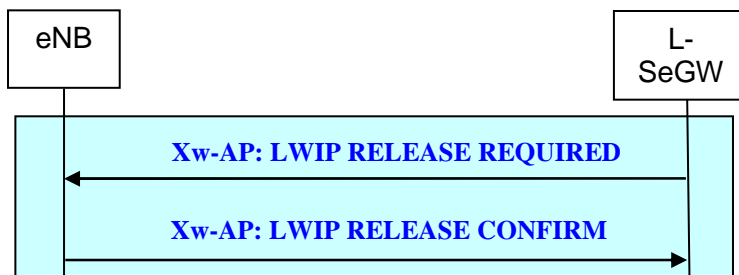 eNB
L-
SeGW
Xw-AP: LWIP RELEASE REQUIRED
Xw-AP: LWIP RELEASE CONFIRM